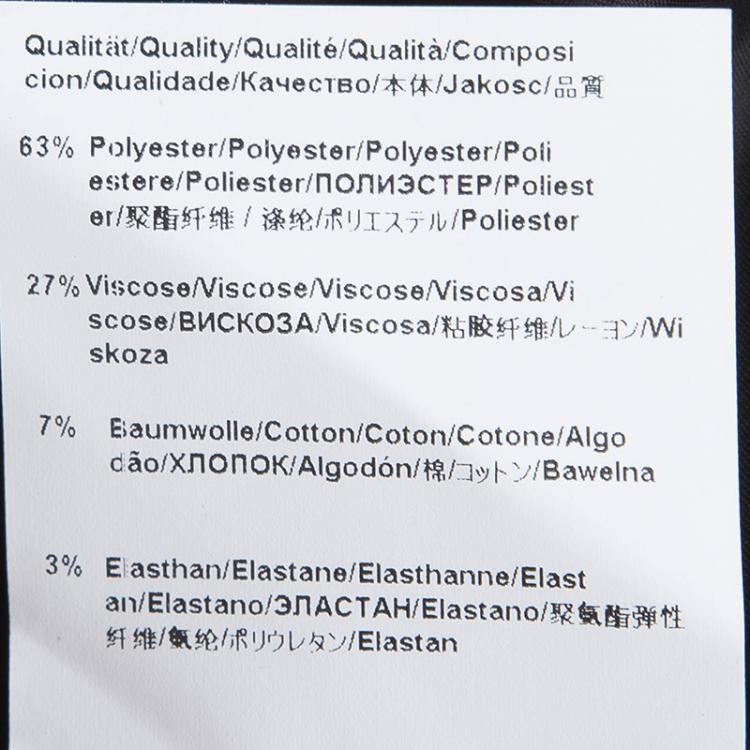 Qualität/Quality/Qualité/Qualità/Composi
cion/Qualidade/Качество/本体/Jakosc/品質
63% Polyester/Polyester/Polyester/Poli
estere/Poliester/ПОЛИЭСТЕР/Poliest
er/聚酯纤维 / 涤纶/ポリエステル/Poliester
27% Viscose/Viscose/Viscose/Viscosa/Vi
scose/ВИСКОЗА/Viscosa/粘胶纤维/レーヨン/Wi
skoza
7% Baumwolle/Cotton/Coton/Cotone/Algo
dão/ХЛОПОК/Algodón/棉/コットン/Bawelna
3% Elasthan/Elastane/Elasthanne/Elast
an/Elastano/ЭЛАСТАН/Elastano/聚氨酯弹性
纤维/氨纶/ポリウレタン/Elastan